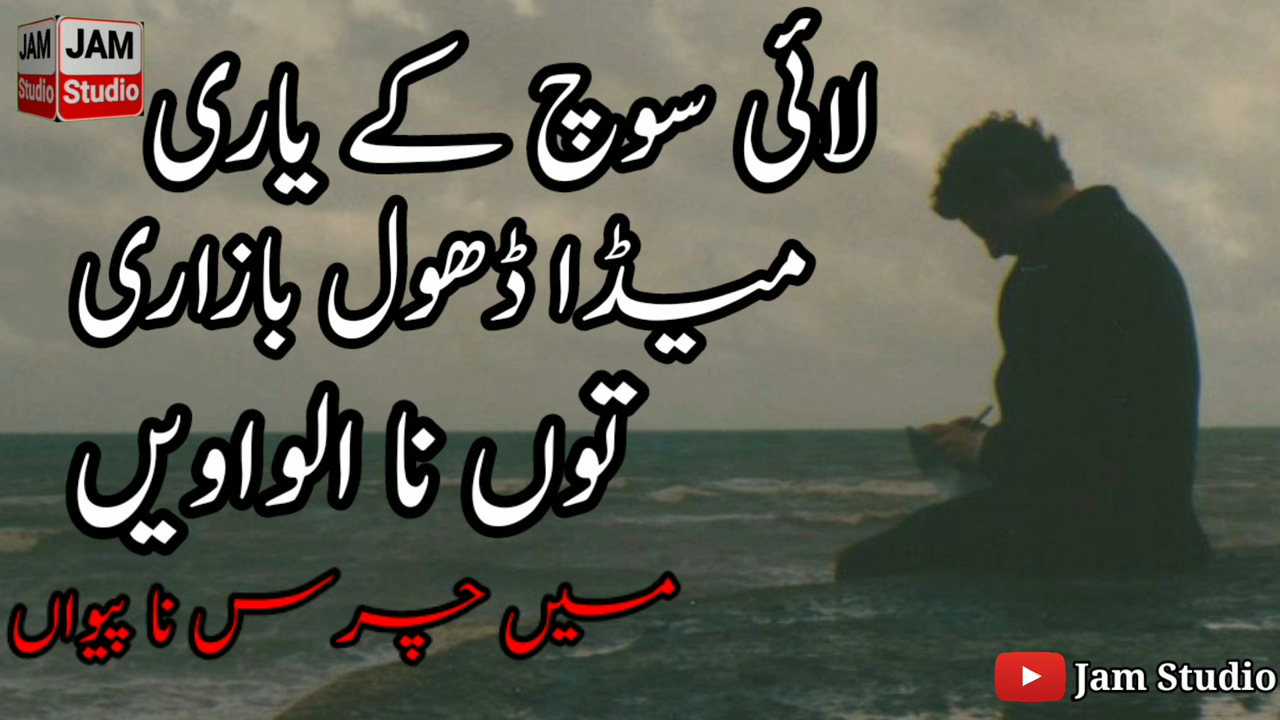 JAM Studio
JAM Studio
لائی سوچ کے یاری
میڈا ڈھول بازاری
توں نا الواویں
میں چرس نا پیواں
Jam Studio